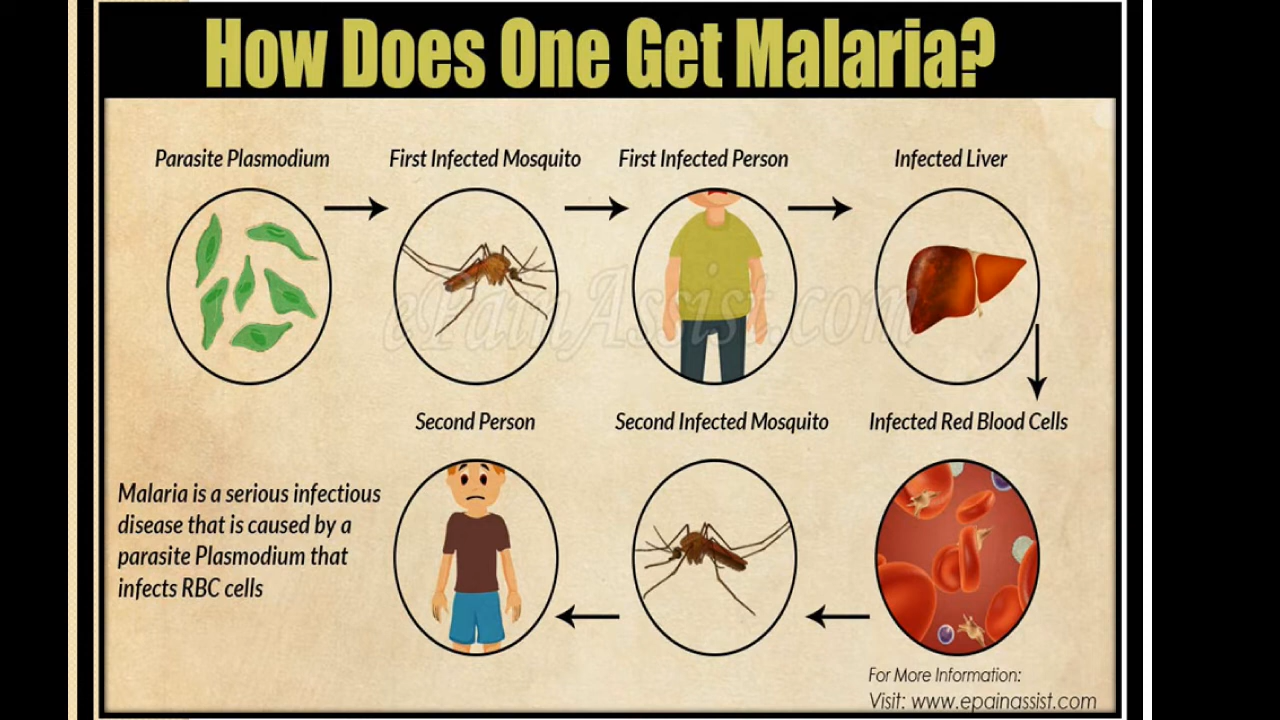 How Does One Get Malaria?
Parasite Plasmodium
First Infected Mosquito
First Infected Person
Infected Liver
ePainAssist.com
Second Person
Second Infected Mosquito
Infected Red Blood Cells
Malaria is a serious infectious
disease that is caused by a
parasite Plasmodium that
infects RBC cells
For More Information:
Visit: www.epainassist.com